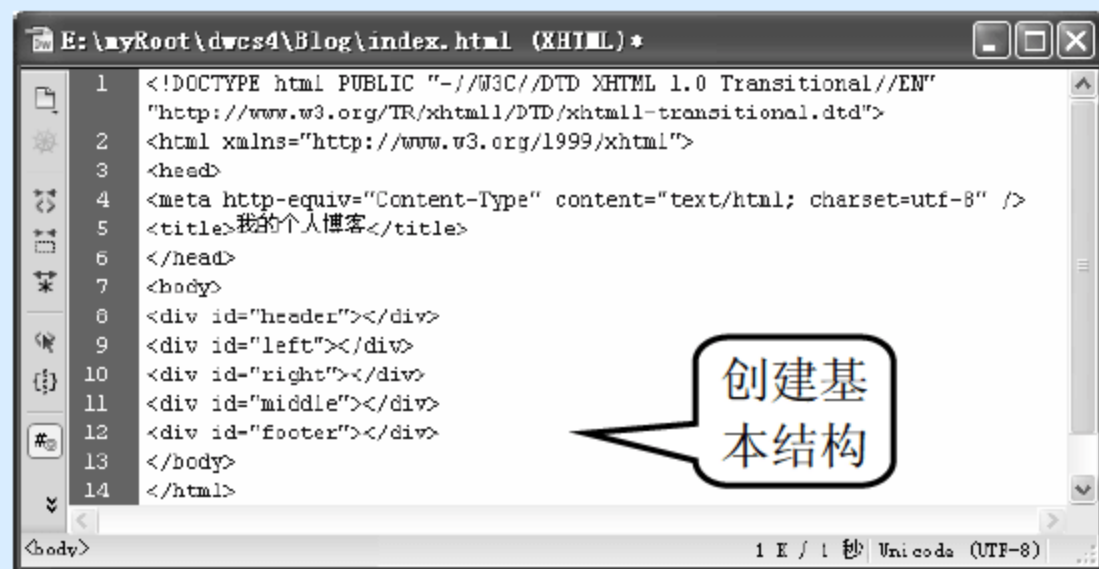 E:\myRoot\dwcs4\Blog\index.html (XHTML)*
1 <!DOCTYPE html PUBLIC "-//W3C//DTD XHTML 1.0 Transitional//EN"
"http://www.w3.org/TR/xhtml1/DTD/xhtml1-transitional.dtd">
2 <html xmlns="http://www.w3.org/1999/xhtml">
3 <head>
4 <meta http-equiv="Content-Type" content="text/html; charset=utf-8" />
5 <title>我的个人博客</title>
6 </head>
7 <body>
8 <div id="header"></div>
9 <div id="left"></div>
10 <div id="right"></div>
11 <div id="middle"></div>
12 <div id="footer"></div>
13 </body>
14 </html>
创建基
本结构
<body>
1 K / 1 秒 Unicode (UTF-8)